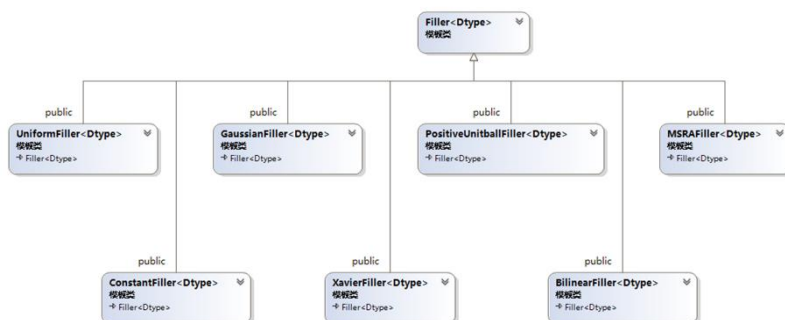 Filler<Dtype>
模板类
public
public
public
public
UniformFiller<Dtype>
模板类
Filler<Dtype>
GaussianFiller<Dtype>
模板类
Filler<Dtype>
PositiveUnitballFiller<Dtype>
模板类
Filler<Dtype>
MSRAFiller<Dtype>
模板类
Filler<Dtype>
public
public
public
ConstantFiller<Dtype>
模板类
Filler<Dtype>
XavierFiller<Dtype>
模板类
Filler<Dtype>
BilinearFiller<Dtype>
模板类
Filler<Dtype>